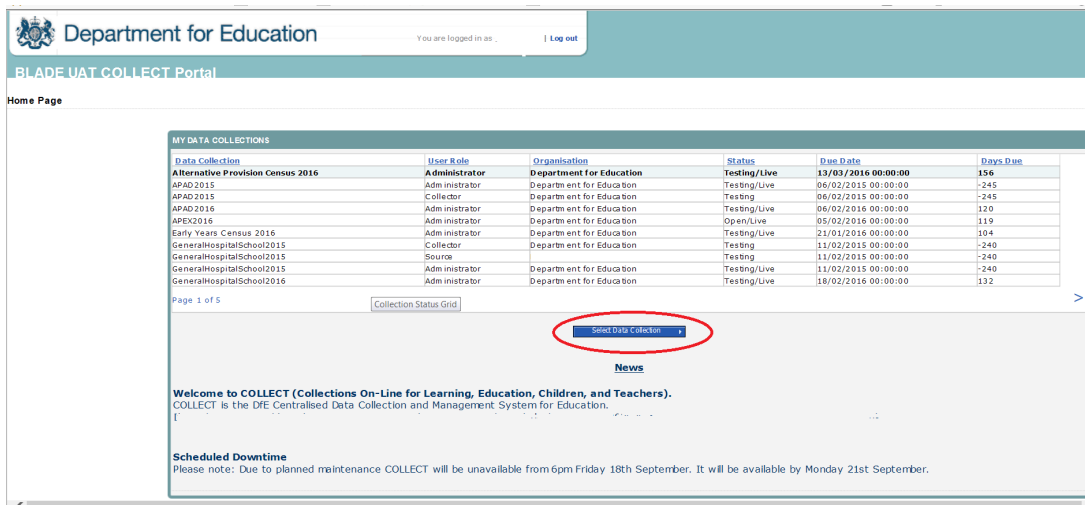 Department for Education
You are logged in as
| Log out
BLADE UAT COLLECT Portal
Home Page
MY DATA COLLECTIONS
Data Collection User Role Organisation Status Due Date Days Due
Alternative Provision Census 2016 Administrator Department for Education Testing/Live 13/03/2016 00:00:00 156
APAD2015 Administrator Department for Education Testing/Live 06/02/2015 00:00:00 -245
APAD2015 Collector Department for Education Testing 06/02/2015 00:00:00 -245
APAD2016 Administrator Department for Education Testing/Live 06/02/2016 00:00:00 120
APEX2016 Administrator Department for Education Open/Live 05/02/2016 00:00:00 119
Early Years Census 2016 Administrator Department for Education Testing/Live 21/01/2016 00:00:00 104
GeneralHospitalSchool2015 Collector Department for Education Testing 11/02/2015 00:00:00 -240
GeneralHospitalSchool2015 Source Testing 11/02/2015 00:00:00 -240
GeneralHospitalSchool2015 Administrator Department for Education Testing/Live 11/02/2015 00:00:00 -240
GeneralHospitalSchool2016 Administrator Department for Education Testing/Live 18/02/2016 00:00:00 132
Page 1 of 5
Collection Status Grid
>
Select Data Collection
News
Welcome to COLLECT (Collections On-Line for Learning, Education, Children, and Teachers).
COLLECT is the DfE Centralised Data Collection and Management System for Education.
Scheduled Downtime
Please note: Due to planned maintenance COLLECT will be unavailable from 6pm Friday 18th September. It will be available by Monday 21st September.